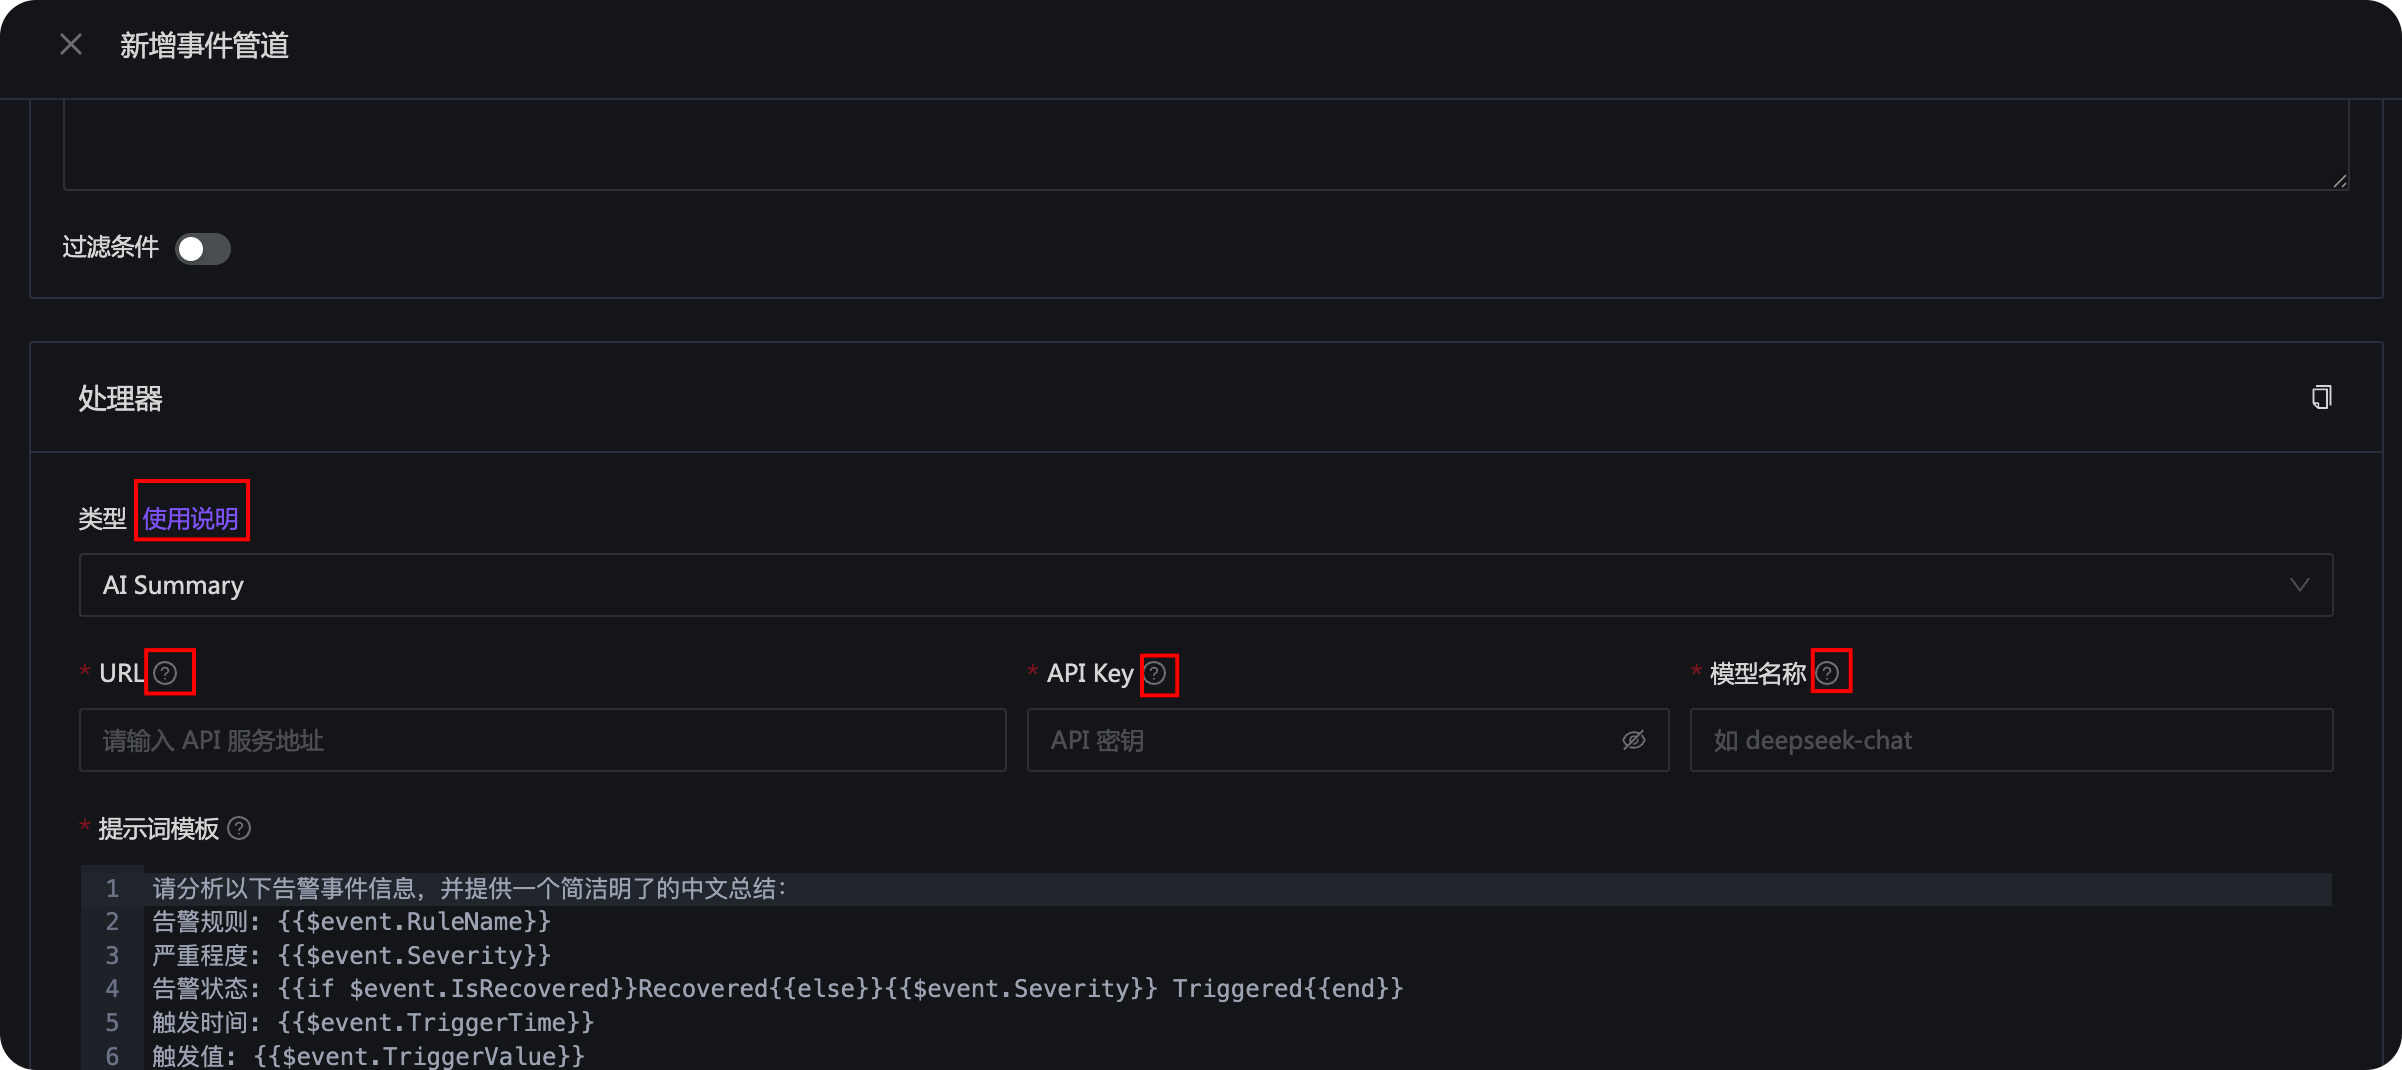 新增事件管道
过滤条件
处理器
类型 使用说明
AI Summary
* URL
* API Key
* 模型名称
请输入 API 服务地址
API 密钥
如 deepseek-chat
* 提示词模板
1 请分析以下告警事件信息，并提供一个简洁明了的中文总结：
2 告警规则: {{$event.RuleName}}
3 严重程度: {{$event.Severity}}
4 告警状态: {{if $event.IsRecovered}}Recovered{{else}}{{$event.Severity}} Triggered{{end}}
5 触发时间: {{$event.TriggerTime}}
6 触发值: {{$event.TriggerValue}}